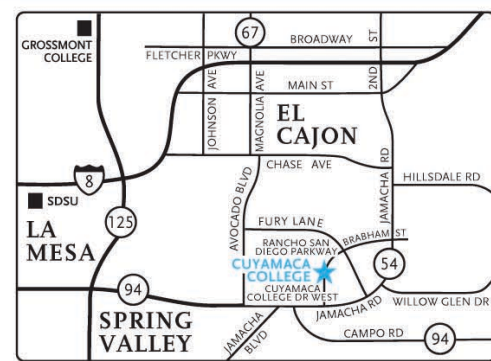 GROSSMONT
COLLEGE
67
BROADWAY
FLETCHER PKWY
2ND ST
JOHNSON AVE
MAGNOLIA AVE
MAIN ST
EL
CAJON
CHASE AVE
JAMACHA RD
HILLSDALE RD
8
SDSU
LA
MESA
125
AVOCADO BLVD
FURY LANE
RANCHO SAN
DIEGO PARKWAY
BRABHAM ST
CUYAMACA
COLLEGE
CUYAMACA
COLLEGE DR WEST
54
94
SPRING
VALLEY
JAMACHA
BLVD
JAMACHA RD
WILLOW GLEN DR
CAMPO RD
94